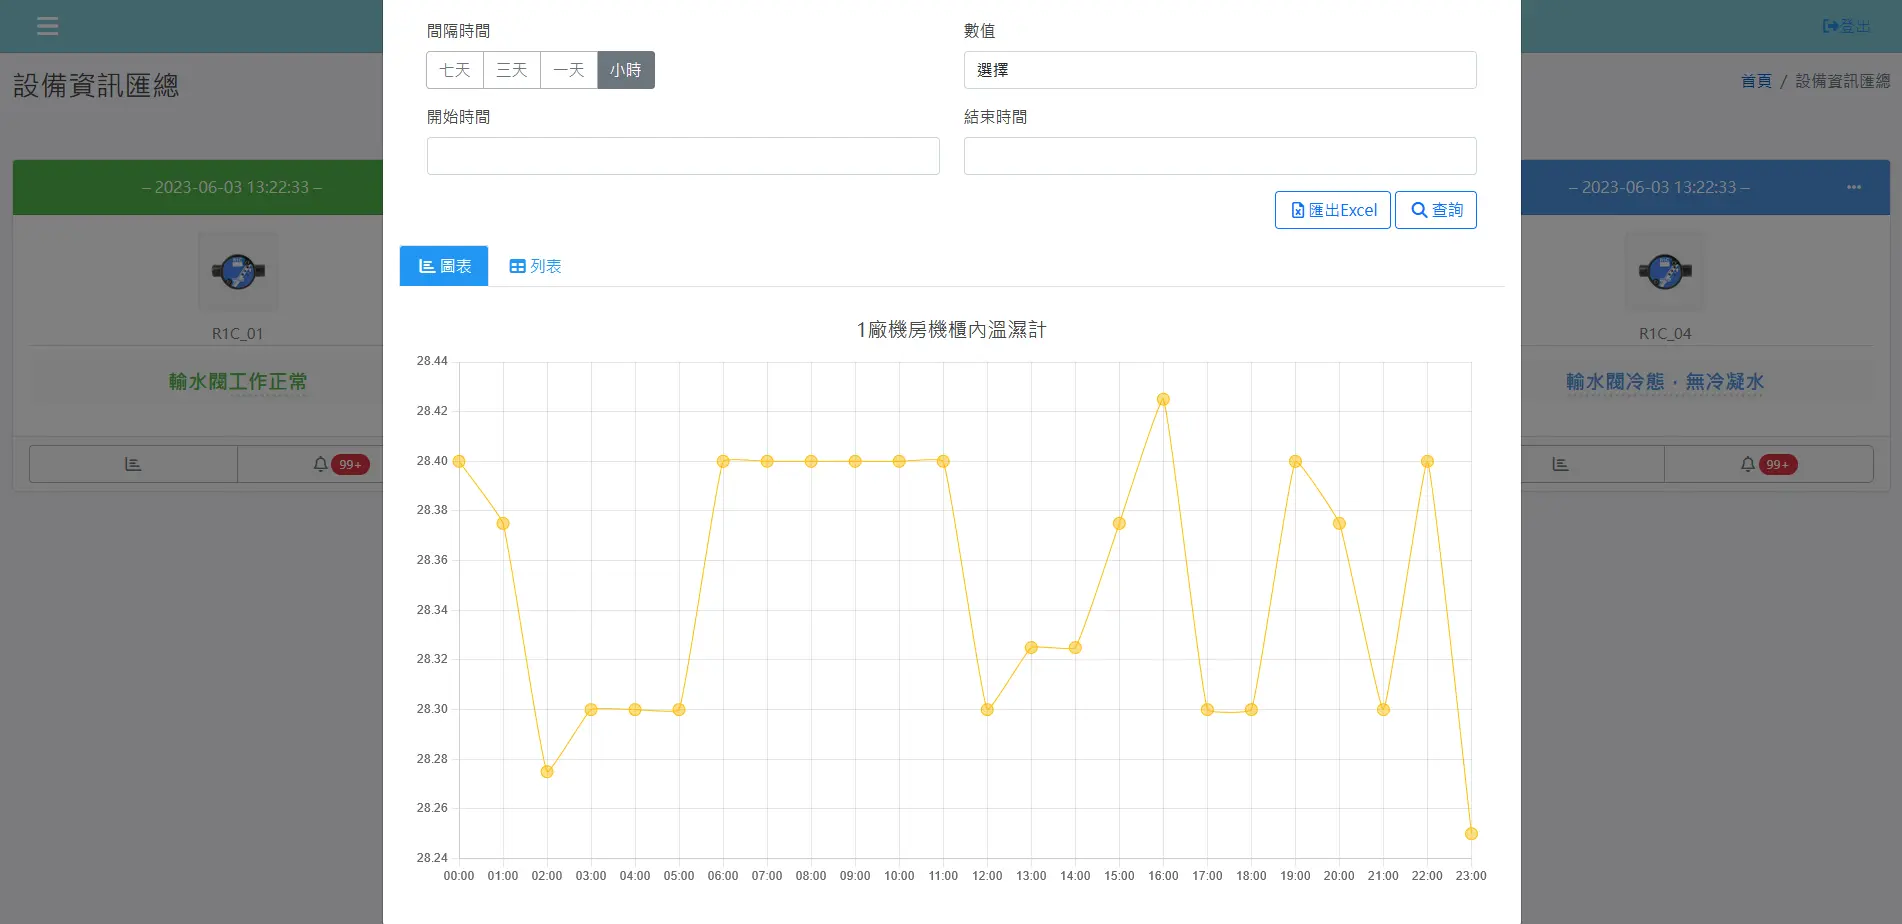 登出
設備資訊匯總
首頁 / 設備資訊匯總
間隔時間
七天 三天 一天 小時
數值
選擇
開始時間
結束時間
匯出Excel 查詢
圖表 列表
– 2023-06-03 13:22:33 –
R1C_01
輸水閥工作正常
99+
1廠機房機櫃內溫濕計
28.44
28.42
28.40
28.38
28.36
28.34
28.32
28.30
28.28
28.26
28.24
00:00 01:00 02:00 03:00 04:00 05:00 06:00 07:00 08:00 09:00 10:00 11:00 12:00 13:00 14:00 15:00 16:00 17:00 18:00 19:00 20:00 21:00 22:00 23:00
– 2023-06-03 13:22:33 –
R1C_04
輸水閥冷態，無冷凝水
99+